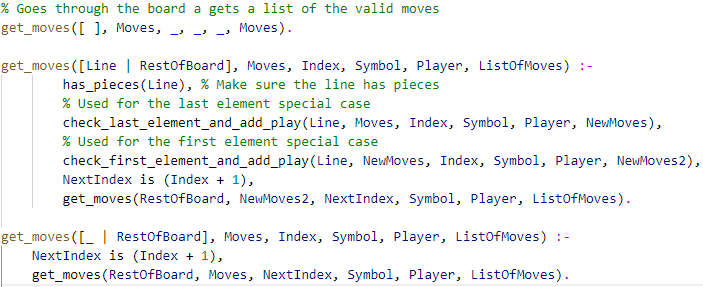 % Goes through the board a gets a list of the valid moves
get_moves([ ], Moves, _, _, _, Moves).
get_moves([Line | RestOfBoard], Moves, Index, Symbol, Player, ListOfMoves) :-
has_pieces(Line), % Make sure the line has pieces
% Used for the last element special case
check_last_element_and_add_play(Line, Moves, Index, Symbol, Player, NewMoves),
% Used for the first element special case
check_first_element_and_add_play(Line, NewMoves, Index, Symbol, Player, NewMoves2),
NextIndex is (Index + 1),
get_moves(RestOfBoard, NewMoves2, NextIndex, Symbol, Player, ListOfMoves).
get_moves([_ | RestOfBoard], Moves, Index, Symbol, Player, ListOfMoves) :-
NextIndex is (Index + 1),
get_moves(RestOfBoard, Moves, NextIndex, Symbol, Player, ListOfMoves).